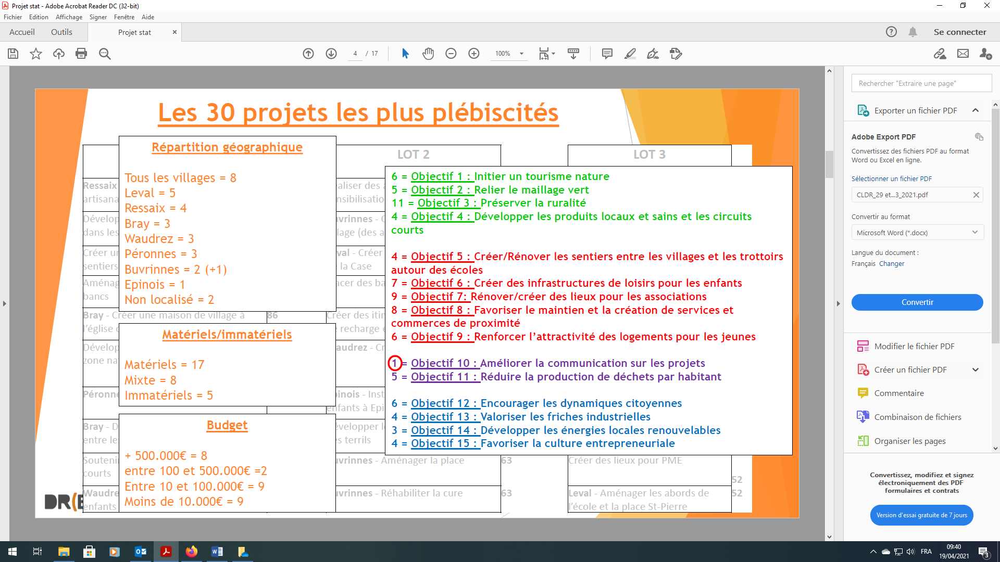 Projet stat - Adobe Acrobat Reader DC (32-bit)
Fichier Edition Affichage Signer Fenêtre Aide
Accueil Outils Projet stat
Se connecter
4 / 17
100%
Les 30 projets les plus plébiscités
Répartition géographique
Tous les villages = 8
Leval = 5
Ressaix = 4
Bray = 3
Waudrez = 3
Péronnes = 3
Buvrinnes = 2 (+1)
Epinois = 1
Non localisé = 2
Matériels/immatériels
Matériels = 17
Mixte = 8
Immatériels = 5
Budget
+ 500.000€ = 8
entre 100 et 500.000€ =2
Entre 10 et 100.000€ = 9
Moins de 10.000€ = 9
LOT 2
LOT 3
6 = Objectif 1 : Initier un tourisme nature
5 = Objectif 2 : Relier le maillage vert
11 = Objectif 3 : Préserver la ruralité
4 = Objectif 4 : Développer les produits locaux et sains et les circuits
courts
4 = Objectif 5 : Créer/Rénover les sentiers entre les villages et les trottoirs
autour des écoles
7 = Objectif 6 : Créer des infrastructures de loisirs pour les enfants
9 = Objectif 7: Rénover/créer des lieux pour les associations
8 = Objectif 8 : Favoriser le maintien et la création de services et
commerces de proximité
6 = Objectif 9 : Renforcer l’attractivité des logements pour les jeunes
1 = Objectif 10 : Améliorer la communication sur les projets
5 = Objectif 11 : Réduire la production de déchets par habitant
6 = Objectif 12 : Encourager les dynamiques citoyennes
4 = Objectif 13 : Valoriser les friches industrielles
3 = Objectif 14 : Développer les énergies locales renouvelables
4 = Objectif 15 : Favoriser la culture entrepreneuriale
Ressaix
artisana
Dévelop
dans les
Créer un
sentiers
Aménag
bancs
Bray - Créer une maison de village à 86
l’église
Dévelop
zone na
Péronne
Bray - D
entre le
Soutenir
courts
Waudre
enfants
aliser des a
nsibilisatio
uvrinnes - C
lage (des a
val - Créer
la Case
acer des ba
Créer des itin
recharge e
audrez - Cr
pinois - Inst
enfants à Epi
évelopper le
es terrils
uvrinnes - Aménager la place 63
uvrinnes - Réhabiliter la cure 63
Créer des lieux pour PME
52
Leval - Aménager les abords de 52
l’école et la place St-Pierre
DR(E
Rechercher "Extraire une page"
Exporter un fichier PDF
Adobe Export PDF
Convertissez des fichiers PDF au format
Word ou Excel en ligne.
Sélectionner un fichier PDF
CLDR_29 et...3_2021.pdf
Convertir au format
Microsoft Word (*.docx)
Langue du document :
Français Changer
Convertir
Modifier le fichier PDF
Créer un fichier PDF
Commentaire
Combinaison de fichiers
Organiser les pages
Convertissez, modifiez et signez
électroniquement des PDF
formulaires et contrats
Version d'essai gratuite de 7 jours
FRA
09:40
19/04/2021
3